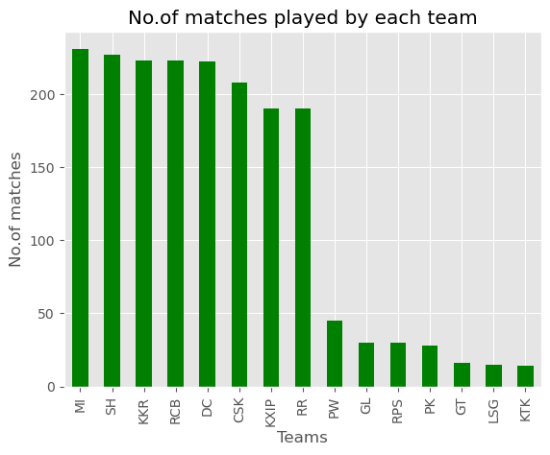 No.of matches played by each team
No.of matches
200
150
100
50
0
MI SH KKR RCB DC CSK KXIP RR PW GL RPS PK GT LSG KTK
Teams